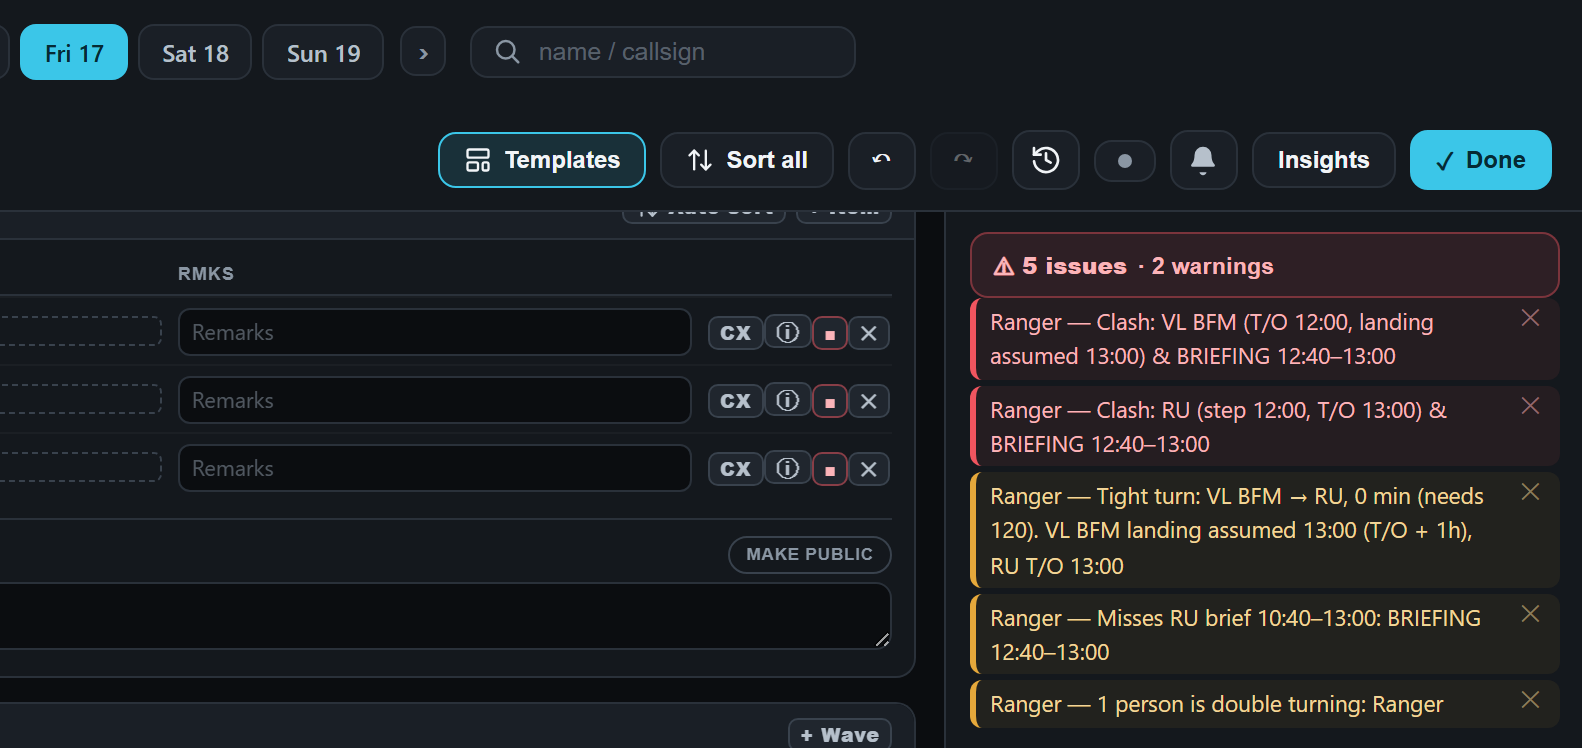 Fri 17
Sat 18
Sun 19
name / callsign
Templates
Sort all
Insights
✓ Done
RMKS
Remarks
CX
Remarks
CX
Remarks
CX
MAKE PUBLIC
+ Wave
⚠ 5 issues · 2 warnings
Ranger — Clash: VL BFM (T/O 12:00, landing
assumed 13:00) & BRIEFING 12:40–13:00
Ranger — Clash: RU (step 12:00, T/O 13:00) &
BRIEFING 12:40–13:00
Ranger — Tight turn: VL BFM → RU, 0 min (needs
120). VL BFM landing assumed 13:00 (T/O + 1h),
RU T/O 13:00
Ranger — Misses RU brief 10:40–13:00: BRIEFING
12:40–13:00
Ranger — 1 person is double turning: Ranger